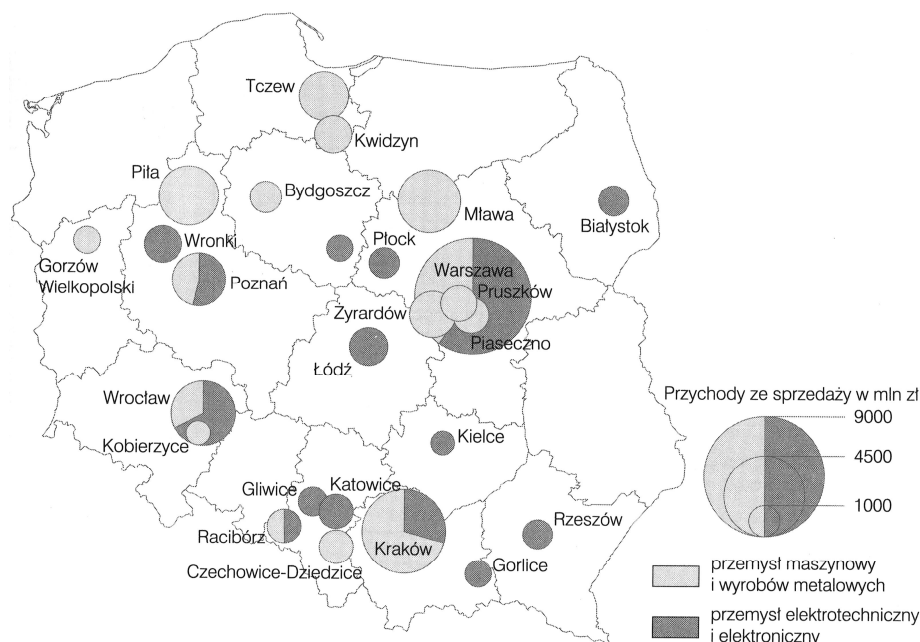 Tczew
Kwidzyn
Piła
Bydgoszcz
Mława
Białystok
Wronki
Płock
Gorzów
Wielkopolski
Poznań
Warszawa
Pruszków
Żyrardów
Piaseczno
Łódź
Wrocław
Kobierzyce
Kielce
Gliwice
Katowice
Racibórz
Kraków
Rzeszów
Czechowice-Dziedzice
Gorlice
Przychody ze sprzedaży w mln zł
9000
4500
1000
przemysł maszynowy
i wyrobów metalowych
przemysł elektrotechniczny
i elektroniczny